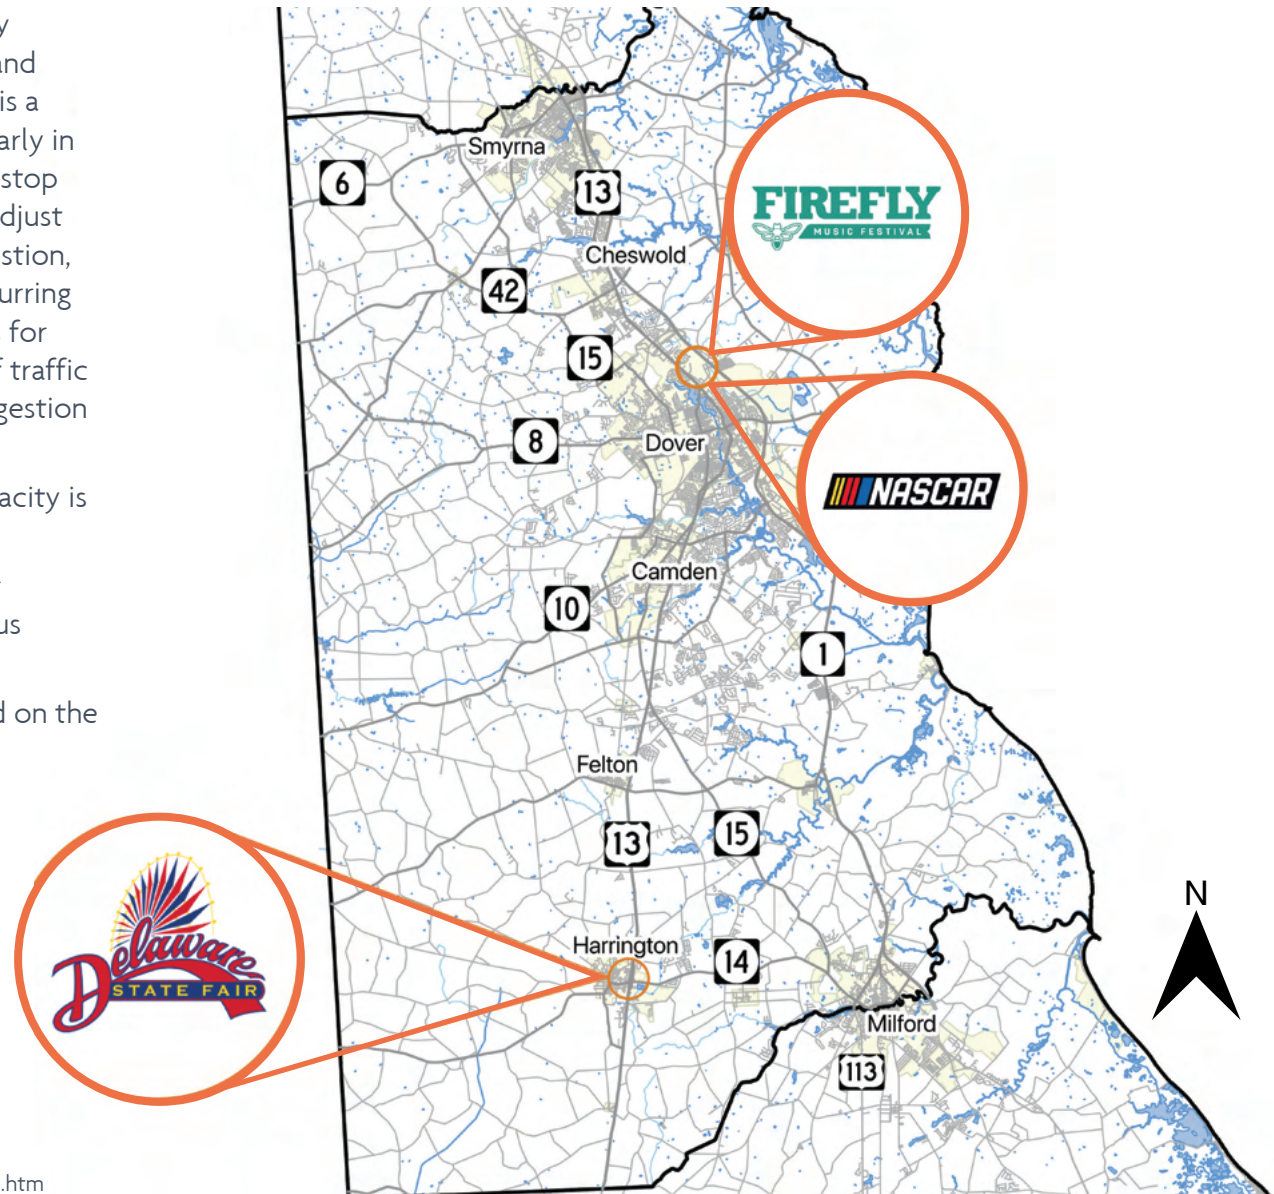 and
is a
arly in
stop
djust
stion,
urring
for
traffic
gestion
acity is
us
d on the
.htm
Smyrna
6
13
FIREFLY
MUSIC FESTIVAL
Cheswold
42
15
8
Dover
NASCAR
Camden
10
1
Felton
13
15
Delaware
STATE FAIR
Harrington
14
N
Milford
113